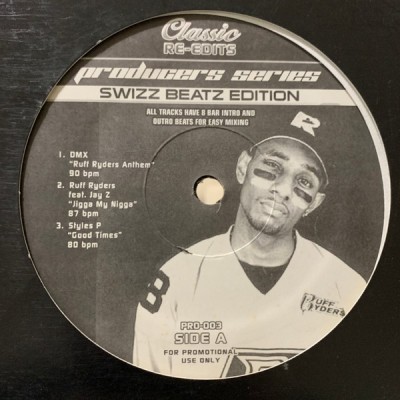 Classic
RE-EDITS
producers series
SWIZZ BEATZ EDITION
ALL TRACKS HAVE 8 BAR INTRO AND
OUTRO BEATS FOR EASY MIXING
1. DMX
"Ruff Ryders Anthem"
90 bpm
2. Ruff Ryders
feat. Jay Z
"Jigga My Nigga"
87 bpm
3. Styles P
"Good Times"
80 bpm
R
8
RUFF
RYDERS
PRO-003
SIDE A
FOR PROMOTIONAL
USE ONLY